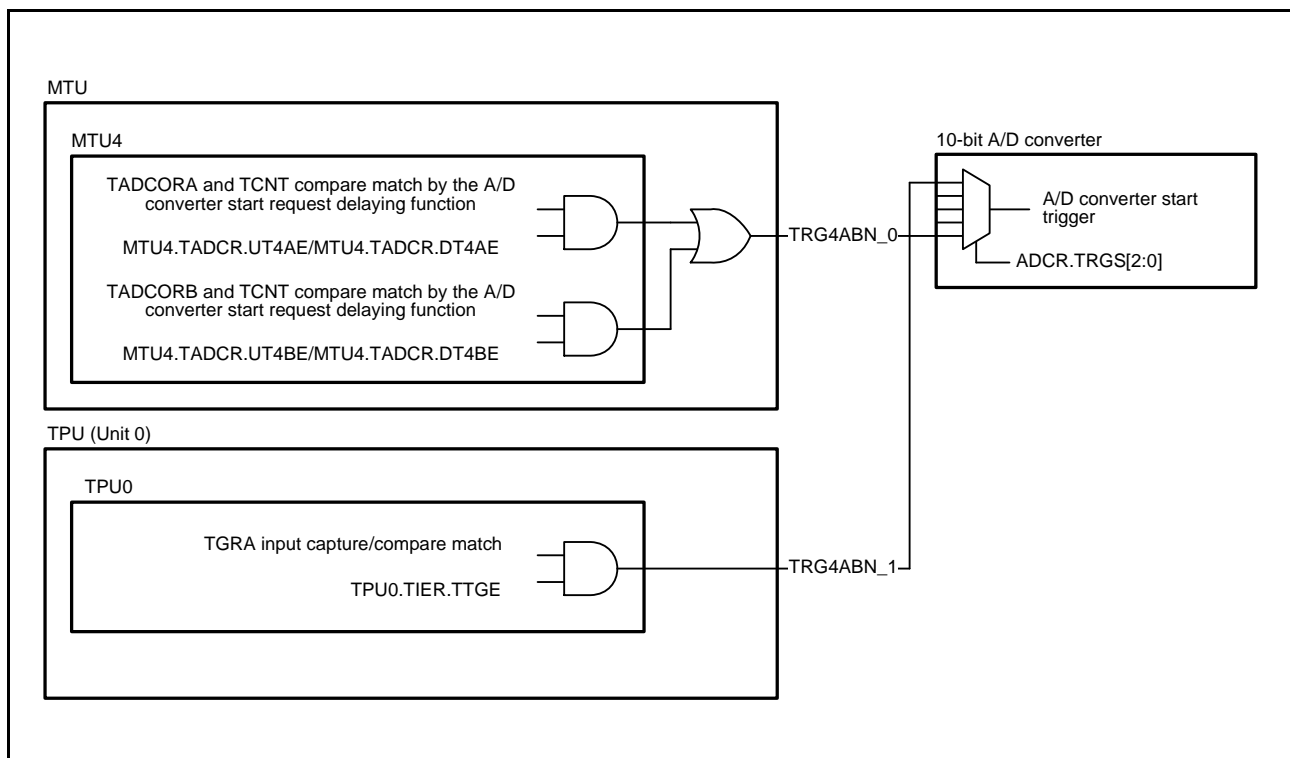 MTU
MTU4
TADCORA and TCNT compare match by the A/D
converter start request delaying function
MTU4.TADCR.UT4AE/MTU4.TADCR.DT4AE
TADCORB and TCNT compare match by the A/D
converter start request delaying function
MTU4.TADCR.UT4BE/MTU4.TADCR.DT4BE
TRG4ABN_0
10-bit A/D converter
A/D converter start
trigger
ADCR.TRGS[2:0]
TPU (Unit 0)
TPU0
TGRA input capture/compare match
TPU0.TIER.TTGE
TRG4ABN_1